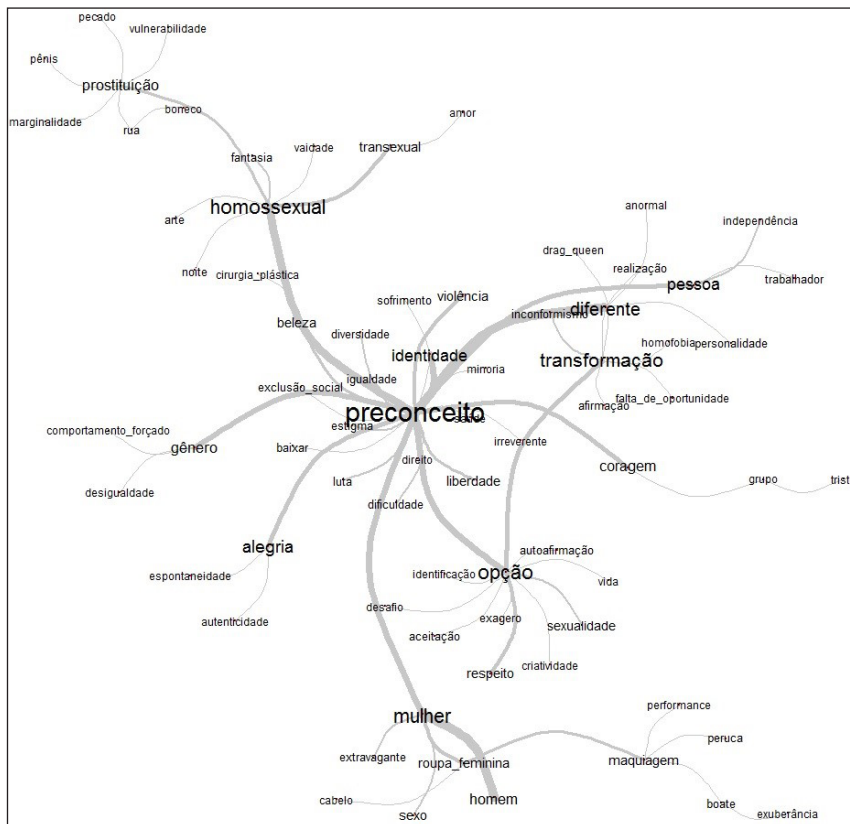 pecado
vulnerabilidade
pênis
prostituição
borreco
marginalidade
rua
amor
vaidade
transexual
fantasia
homossexual
arte
anormal
independência
drag_queen
noite
cirurgia_plástica
realização
trabalhador
pessoa
violência
sofrimento
diferente
inconformismo
beleza
diversidade
identidade
homofobia
personalidade
transformação
minoria
igualdade
exclusão_social
preconceito
falta_de_oportunidade
afirmação
saúde
estigma
comportamento_forçado
gênero
baixar
irreverente
direito
coragem
luta
liberdade
grupo
trist
desigualdade
dificuldade
alegria
autoafirmação
identificação
opção
espontaneidade
vida
desafio
exagero
autenticidade
sexualidade
aceitação
criatividade
respeito
performance
mulher
peruca
extravagante
roupa_feminina
maquiagem
homem
cabelo
boate
exuberância
sexo